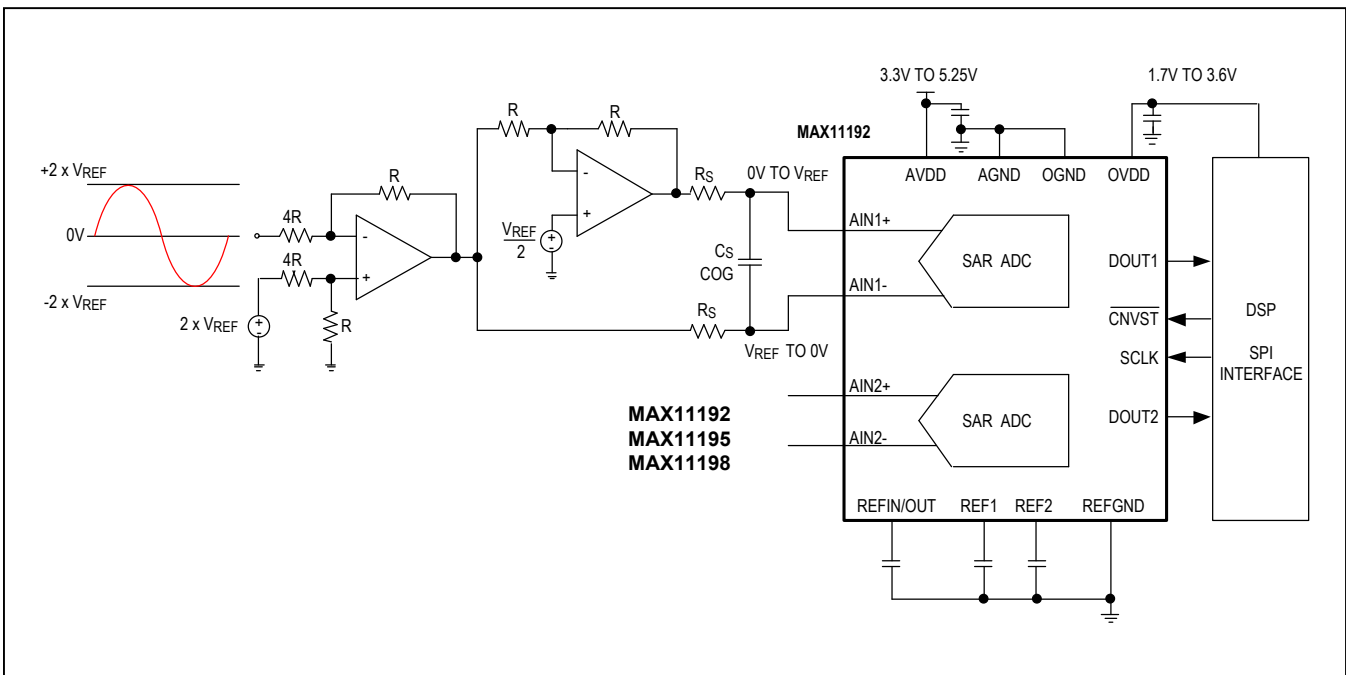 3.3V TO 5.25V
1.7V TO 3.6V
MAX11192
R
R
+2 x VREF
0V
-2 x VREF
4R
4R
R
R
2 x VREF
-
+
-
+
VREF
2
RS
RS
0V TO VREF
CS
COG
VREF TO 0V
AVDD
AGND
OGND
OVDD
AIN1+
AIN1-
SAR ADC
AIN2+
AIN2-
SAR ADC
DOUT1
CNVST
SCLK
DOUT2
DSP
SPI
INTERFACE
MAX11192
MAX11195
MAX11198
REFIN/OUT
REF1
REF2
REFGND